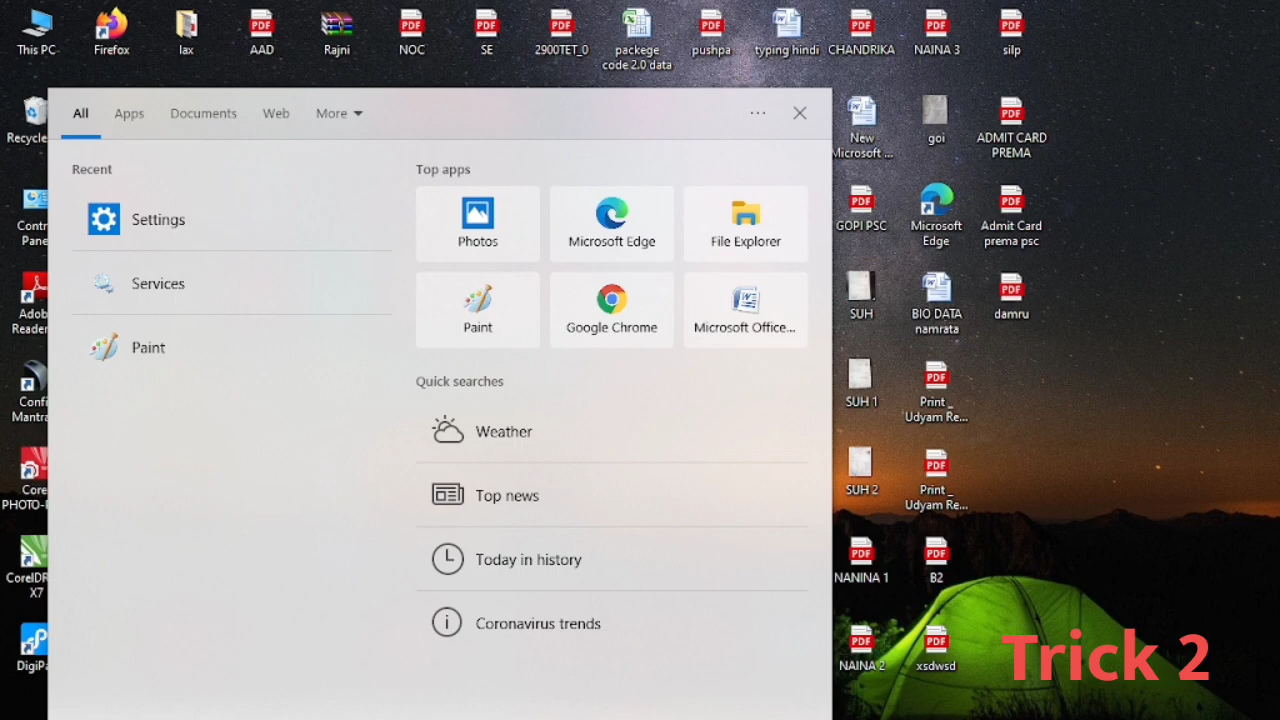 This PC
Firefox
lax
AAD
Rajni
NOC
SE
2900TET_0
packege
code 2.0 data
pushpa
typing hindi
CHANDRIKA
NAINA 3
silp
Recycle
All
Apps
Documents
Web
More
New
Microsoft ...
goi
ADMIT CARD
PREMA
Recent
Top apps
Settings
Photos
Microsoft Edge
File Explorer
Contr
Pane
GOPI PSC
Microsoft
Edge
Admit Card
prema psc
Services
Paint
Google Chrome
Microsoft Office...
Adob
Reader
SUH
BIO DATA
namrata
damru
Paint
Quick searches
Confi
Mantra
SUH 1
Print _
Udyam Re...
Weather
Core
PHOTO-P
SUH 2
Print _
Udyam Re...
Top news
Today in history
CorelDR
X7
NANINA 1
B2
Coronavirus trends
DigiPa
NAINA 2
xsdwsd
Trick 2